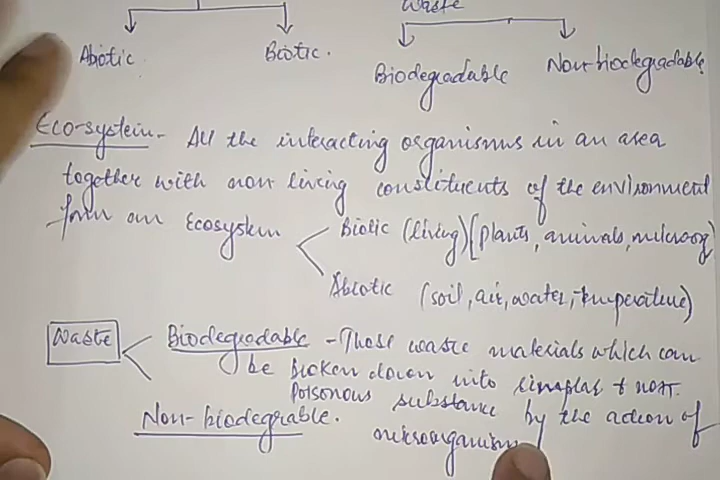 Waste
Abiotic Biotic.
Biodegradable Non-biodegradable
Eco-system- All the interacting organisms in an area
together with non living constituents of the environment
form an Ecosystem
Biotic (living) [plants, animals, microorg)
Abiotic (soil, air, water, temperature)
Waste
Biodegradable - Those waste materials which can
be broken down into simpler & non.
Poisonous substance by the action of
microorganism
Non-biodegrable.